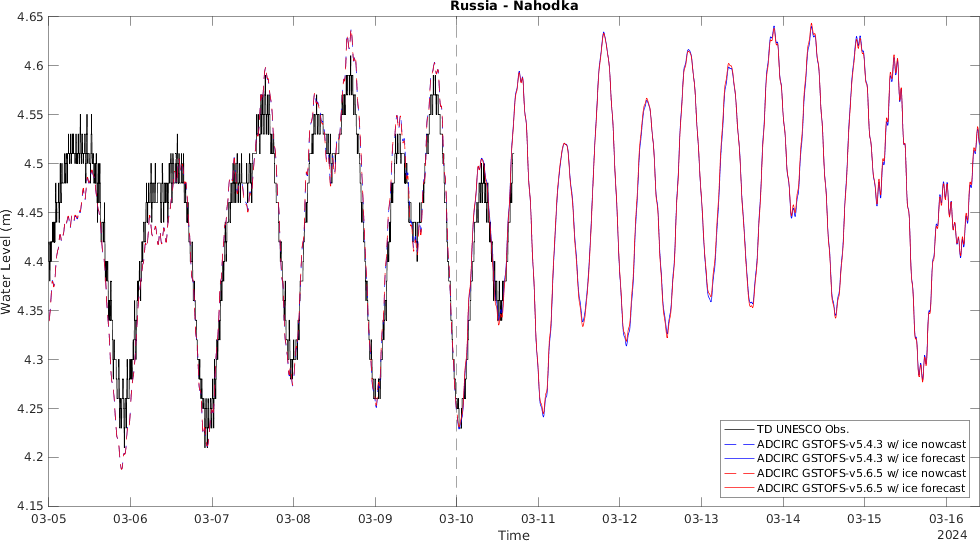 Russia - Nahodka
4.65
4.6
4.55
4.5
4.45
4.4
4.35
4.3
4.25
4.2
4.15
Water Level (m)
03-05 03-06 03-07 03-08 03-09 03-10 03-11 03-12 03-13 03-14 03-15 03-16
Time
2024
TD UNESCO Obs.
ADCIRC GSTOFS-v5.4.3 w/ ice nowcast
ADCIRC GSTOFS-v5.4.3 w/ ice forecast
ADCIRC GSTOFS-v5.6.5 w/ ice nowcast
ADCIRC GSTOFS-v5.6.5 w/ ice forecast